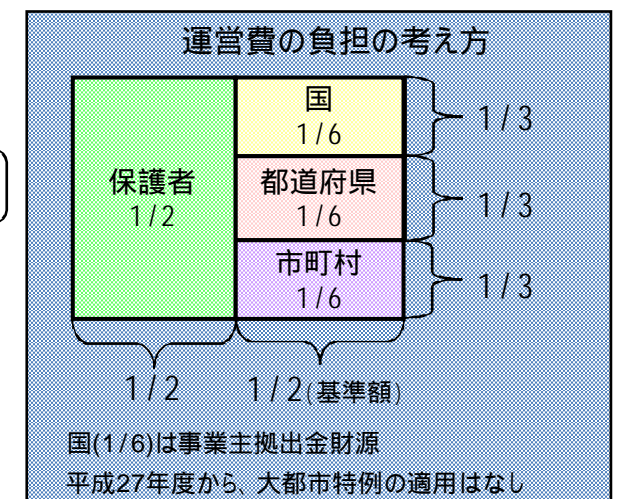 運営費の負担の考え方
保護者
1/2
国
1/6
都道府県
1/6
市町村
1/6
1/3
1/3
1/3
1/2
1/2(基準額)
国(1/6)は事業主拠出金財源
平成27年度から、大都市特例の適用はなし